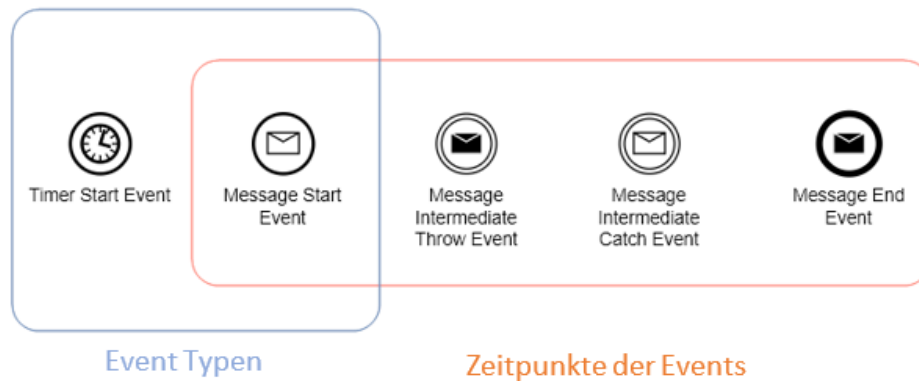 Timer Start Event
Message Start
Event
Message
Intermediate
Throw Event
Message
Intermediate
Catch Event
Message End
Event
Event Typen
Zeitpunkte der Events